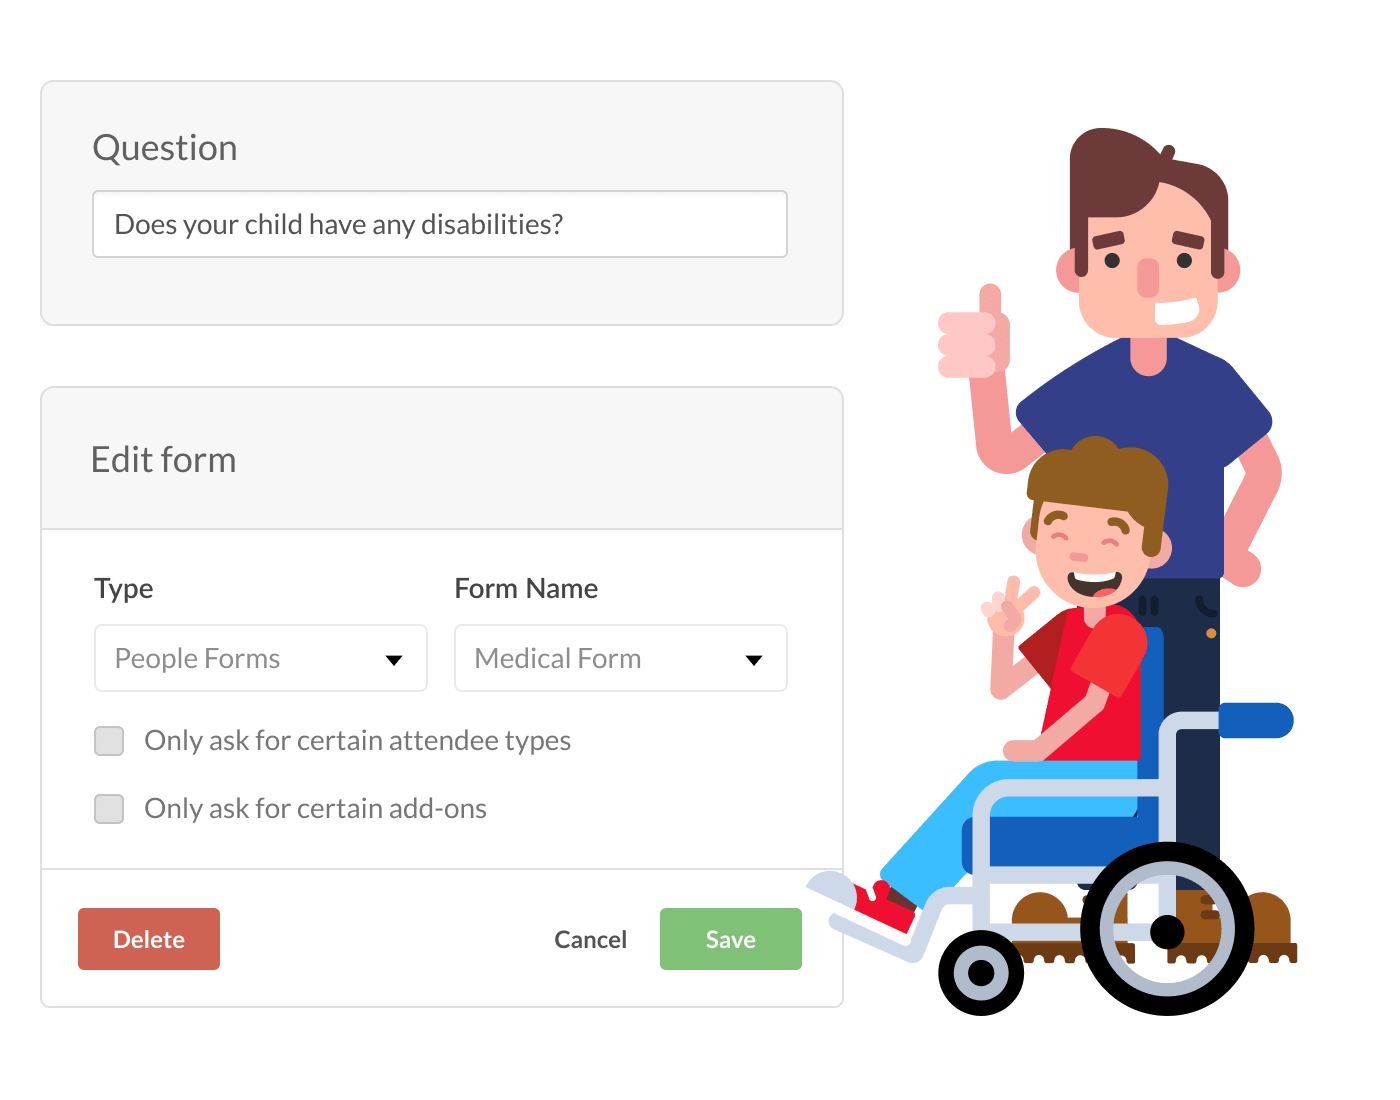 Question
Does your child have any disabilities?
Edit form
Type
Form Name
People Forms
Medical Form
Only ask for certain attendee types
Only ask for certain add-ons
Delete
Cancel
Save